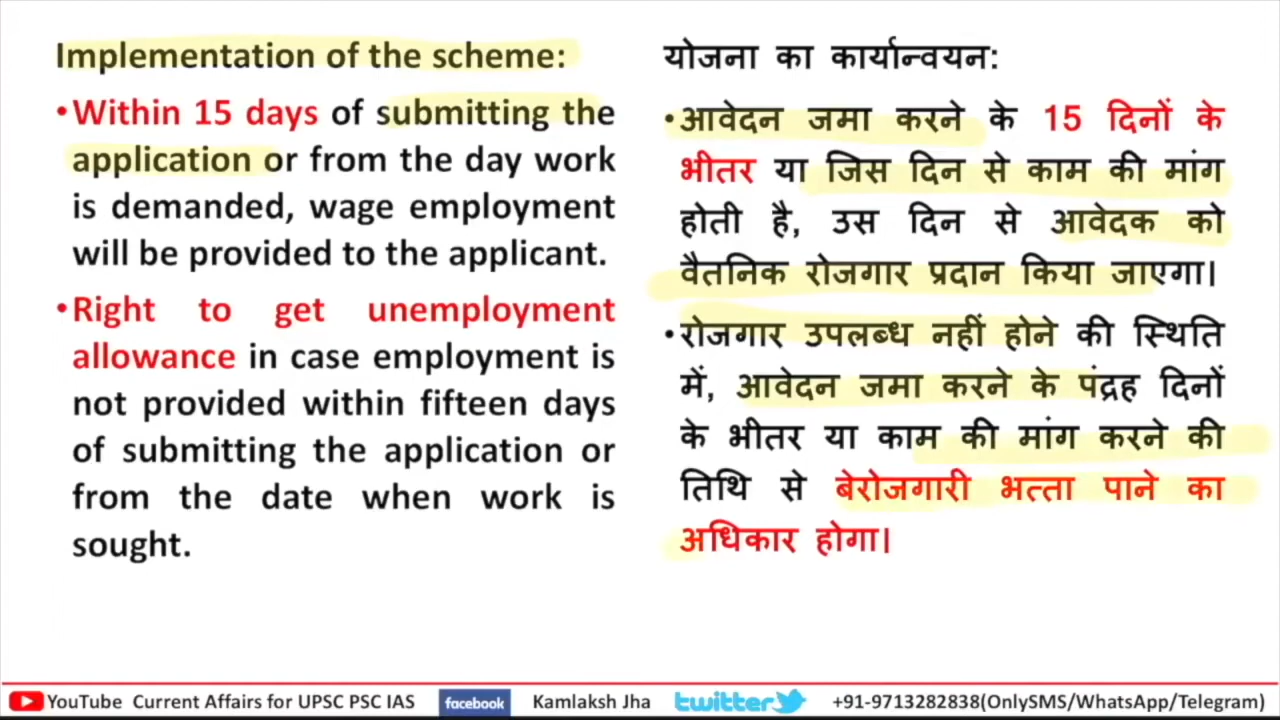 Implementation of the scheme:
•Within 15 days of submitting the
application or from the day work
is demanded, wage employment
will be provided to the applicant.
•Right to get unemployment
allowance in case employment is
not provided within fifteen days
of submitting the application or
from the date when work is
sought.
योजना का कार्यान्वयन:
•आवेदन जमा करने के 15 दिनों के
भीतर या जिस दिन से काम की मांग
होती है, उस दिन से आवेदक को
वैतनिक रोजगार प्रदान किया जाएगा।
•रोजगार उपलब्ध नहीं होने की स्थिति
में, आवेदन जमा करने के पंद्रह दिनों
के भीतर या काम की मांग करने की
तिथि से बेरोजगारी भत्ता पाने का
अधिकार होगा।
YouTube Current Affairs for UPSC PSC IAS facebook Kamlaksh Jha twitter +91-9713282838(OnlySMS/WhatsApp/Telegram)